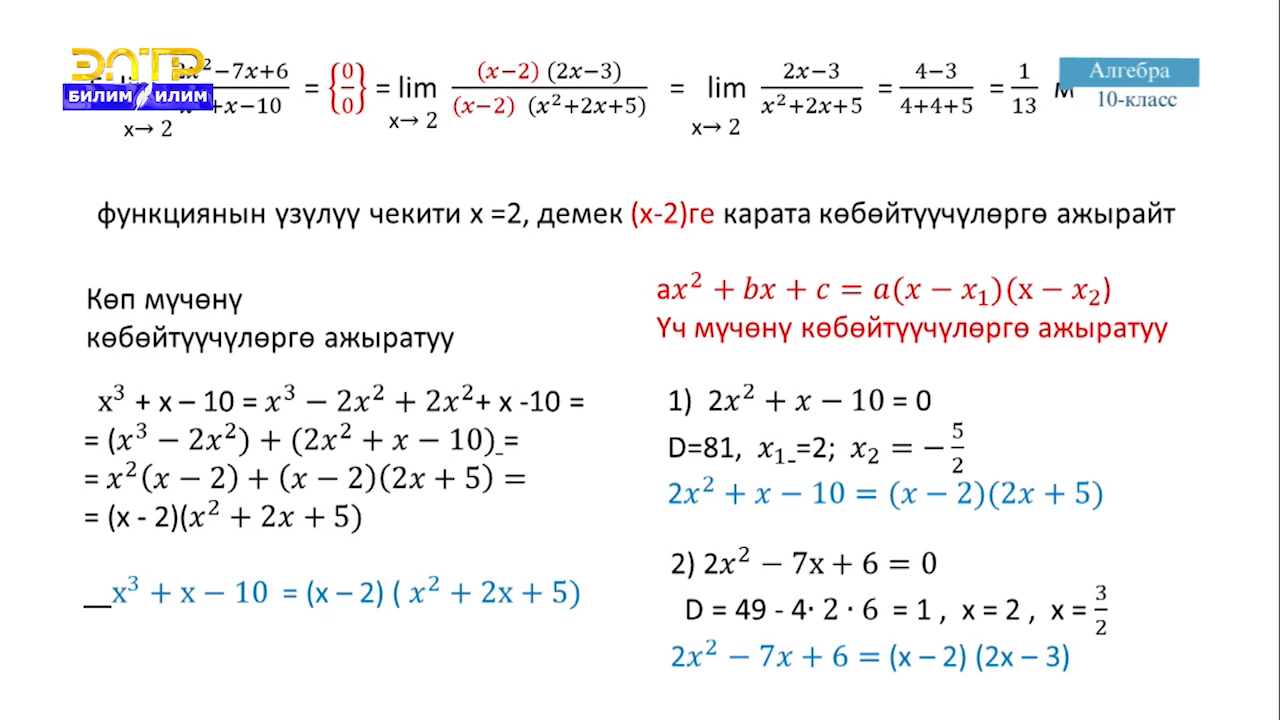 ЭЛТР
БИЛИМ ИЛИМ
Алгебра
10-класс
x²−7x+6 / +x−10 = {0/0} = lim (x−2) (2x−3) / (x−2) (x²+2x+5) = lim 2x−3 / x²+2x+5 = 4−3 / 4+4+5 = 1/13
x→ 2 x→ 2 x→ 2
функциянын үзүлүү чекити x =2, демек (x-2)ге карата көбөйтүүчүлөргө ажырайт
Көп мүчөнү
көбөйтүүчүлөргө ажыратуу
x³ + x – 10 = x³ − 2x² + 2x²+ x -10 =
= (x³ − 2x²) + (2x² + x − 10) =
= x²(x − 2) + (x − 2)(2x + 5) =
= (x - 2)(x² + 2x + 5)
x³ + x − 10 = (x – 2) ( x² + 2x + 5)
ax² + bx + c = a(x − x₁)(x − x₂)
Үч мүчөнү көбөйтүүчүлөргө ажыратуу
1) 2x² + x − 10 = 0
D=81, x₁ =2; x₂ = −5/2
2x² + x − 10 = (x − 2)(2x + 5)
2) 2x² − 7x + 6 = 0
D = 49 - 4· 2 · 6 = 1 , x = 2 , x = 3/2
2x² − 7x + 6 = (x – 2) (2x – 3)